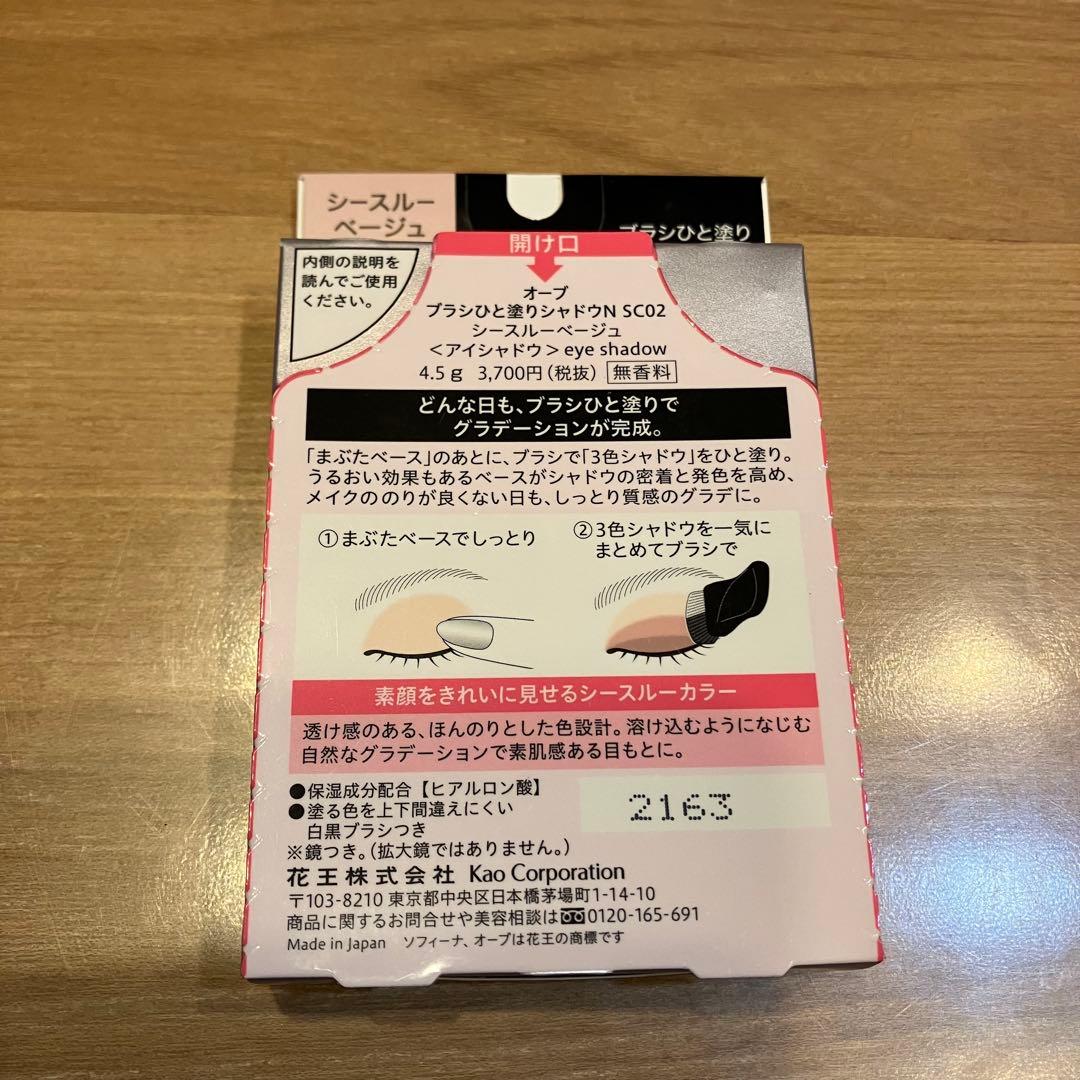 シースルー
ベージュ
ブラシひと塗り
開け口
内側の説明を
読んでご使用
ください。
オーブ
ブラシひと塗りシャドウN SC02
シースルーベージュ
＜アイシャドウ＞eye shadow
4.5g 3,700円（税抜） 無香料
どんな日も、ブラシひと塗りで
グラデーションが完成。
「まぶたベース」のあとに、ブラシで「3色シャドウ」をひと塗り。
うるおい効果もあるベースがシャドウの密着と発色を高め、
メイクののりが良くない日も、しっとり質感のグラデに。
①まぶたベースでしっとり
②3色シャドウを一気に
まとめてブラシで
素顔をきれいに見せるシースルーカラー
透け感のある、ほんのりとした色設計。溶け込むようになじむ
自然なグラデーションで素肌感ある目もとに。
●保湿成分配合【ヒアルロン酸】
●塗る色を上下間違えにくい
白黒ブラシつき
※鏡つき。（拡大鏡ではありません。）
2163
花王株式会社 Kao Corporation
〒103-8210 東京都中央区日本橋茅場町1-14-10
商品に関するお問合せや美容相談は0120-165-691
Made in Japan ソフィーナ、オーブは花王の商標です